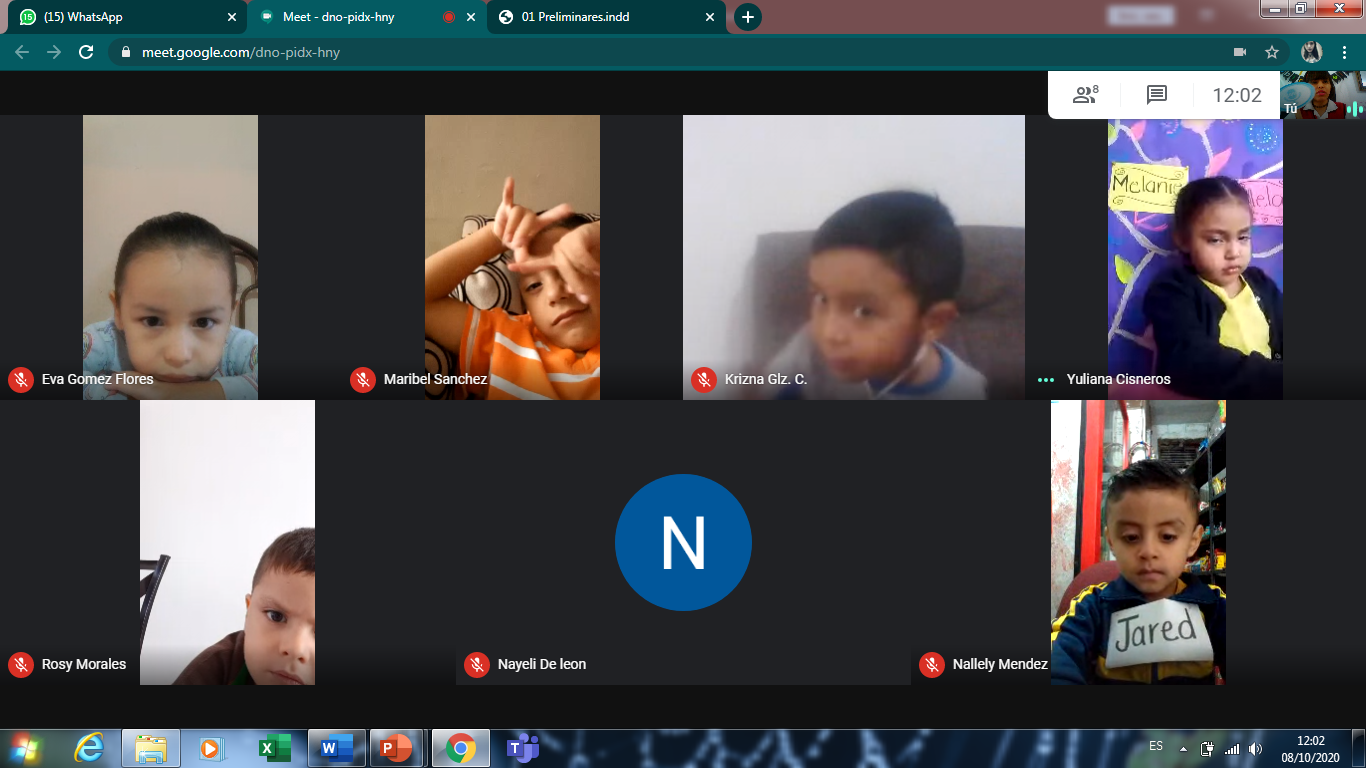 (15) WhatsApp
Meet - dno-pidx-hny
01 Preliminares.indd
meet.google.com/dno-pidx-hny
8
12:02
Tú
Melanie
Eva Gomez Flores
Maribel Sanchez
Krizna Glz. C.
Yuliana Cisneros
N
Jared
Rosy Morales
Nayeli De leon
Nallely Mendez
ES
12:02
08/10/2020